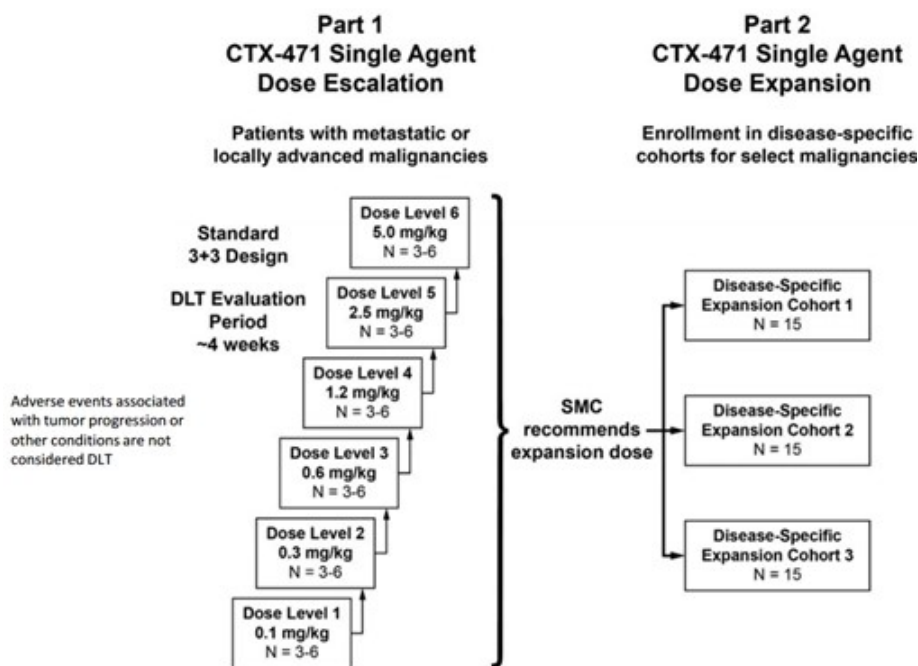 Part 1
CTX-471 Single Agent
Dose Escalation
Patients with metastatic or
locally advanced malignancies
Standard
3+3 Design
DLT Evaluation
Period
~4 weeks
Adverse events associated
with tumor progression or
other conditions are not
considered DLT
Dose Level 6
5.0 mg/kg
N = 3-6
Dose Level 5
2.5 mg/kg
N = 3-6
Dose Level 4
1.2 mg/kg
N = 3-6
Dose Level 3
0.6 mg/kg
N = 3-6
Dose Level 2
0.3 mg/kg
N = 3-6
Dose Level 1
0.1 mg/kg
N = 3-6
SMC
recommends
expansion dose
Part 2
CTX-471 Single Agent
Dose Expansion
Enrollment in disease-specific
cohorts for select malignancies
Disease-Specific
Expansion Cohort 1
N = 15
Disease-Specific
Expansion Cohort 2
N = 15
Disease-Specific
Expansion Cohort 3
N = 15